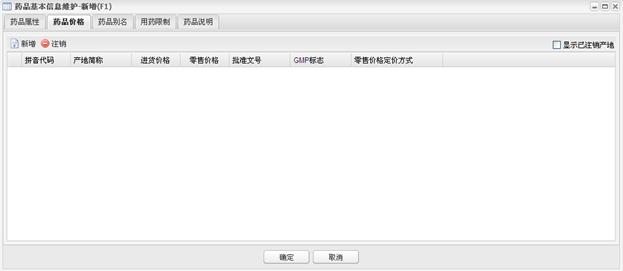 药品基本信息维护-新增(F1)
药品属性 药品价格 药品别名 用药限制 药品说明
新增 注销 显示已注销产地
拼音代码 产地简称 进货价格 零售价格 批准文号 GMP标志 零售价格定价方式
确定 取消